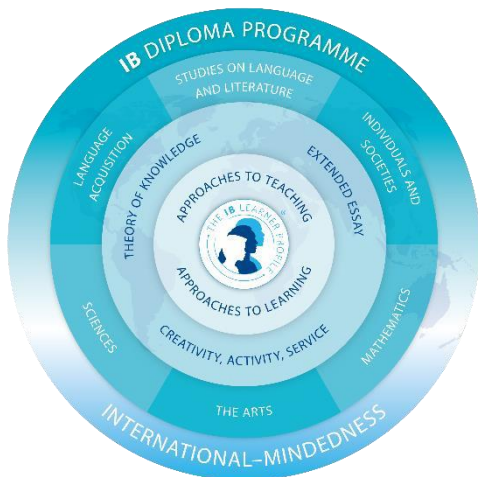 IB DIPLOMA PROGRAMME
STUDIES ON LANGUAGE
AND LITERATURE
LANGUAGE
ACQUISITION
INDIVIDUALS AND
SOCIETIES
THEORY OF KNOWLEDGE
EXTENDED ESSAY
APPROACHES TO TEACHING
THE IB LEARNER PROFILE
APPROACHES TO LEARNING
CREATIVITY, ACTIVITY, SERVICE
SCIENCES
MATHEMATICS
THE ARTS
INTERNATIONAL–MINDEDNESS